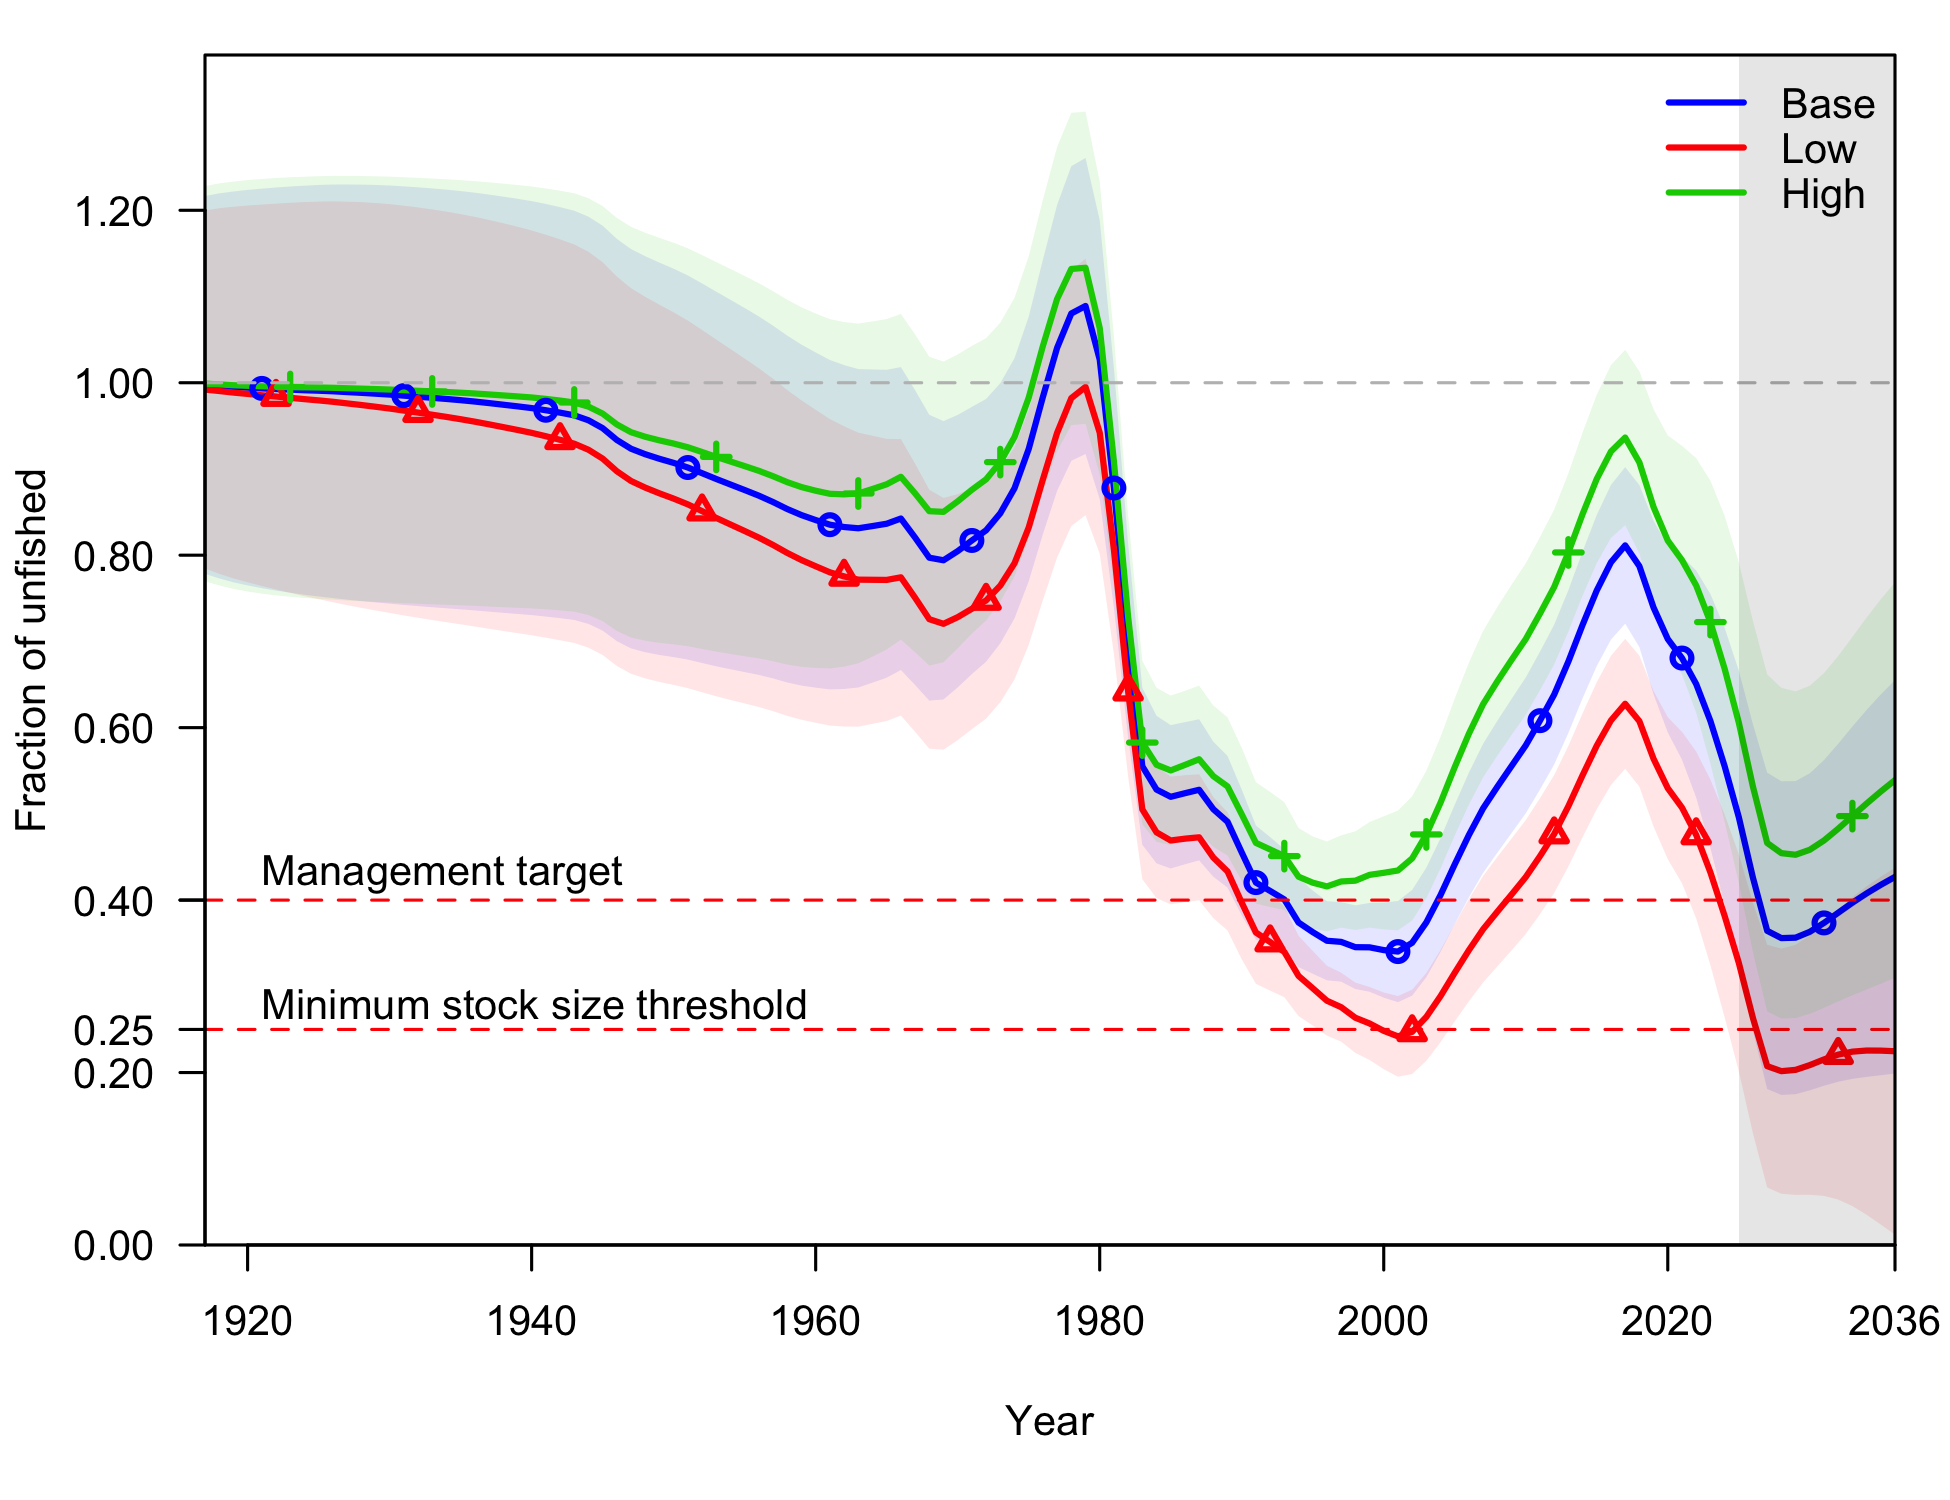 Base
Low
High
1.20
1.00
0.80
0.60
0.40
0.25
0.20
0.00
Fraction of unfished
Management target
Minimum stock size threshold
1920
1940
1960
1980
2000
2020
2036
Year